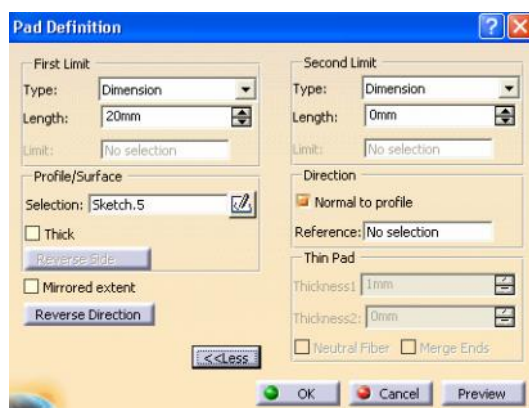 Pad Definition
First Limit
Type: Dimension
Length: 20mm
Limit: No selection
Profile/Surface
Selection: Sketch.5
Thick
Reverse Side
Mirrored extent
Reverse Direction
<<Less
Second Limit
Type: Dimension
Length: 0mm
Limit: No selection
Direction
Normal to profile
Reference: No selection
Thin Pad
Thickness1 1mm
Thickness2: 0mm
Neutral Fiber Merge Ends
OK Cancel Preview